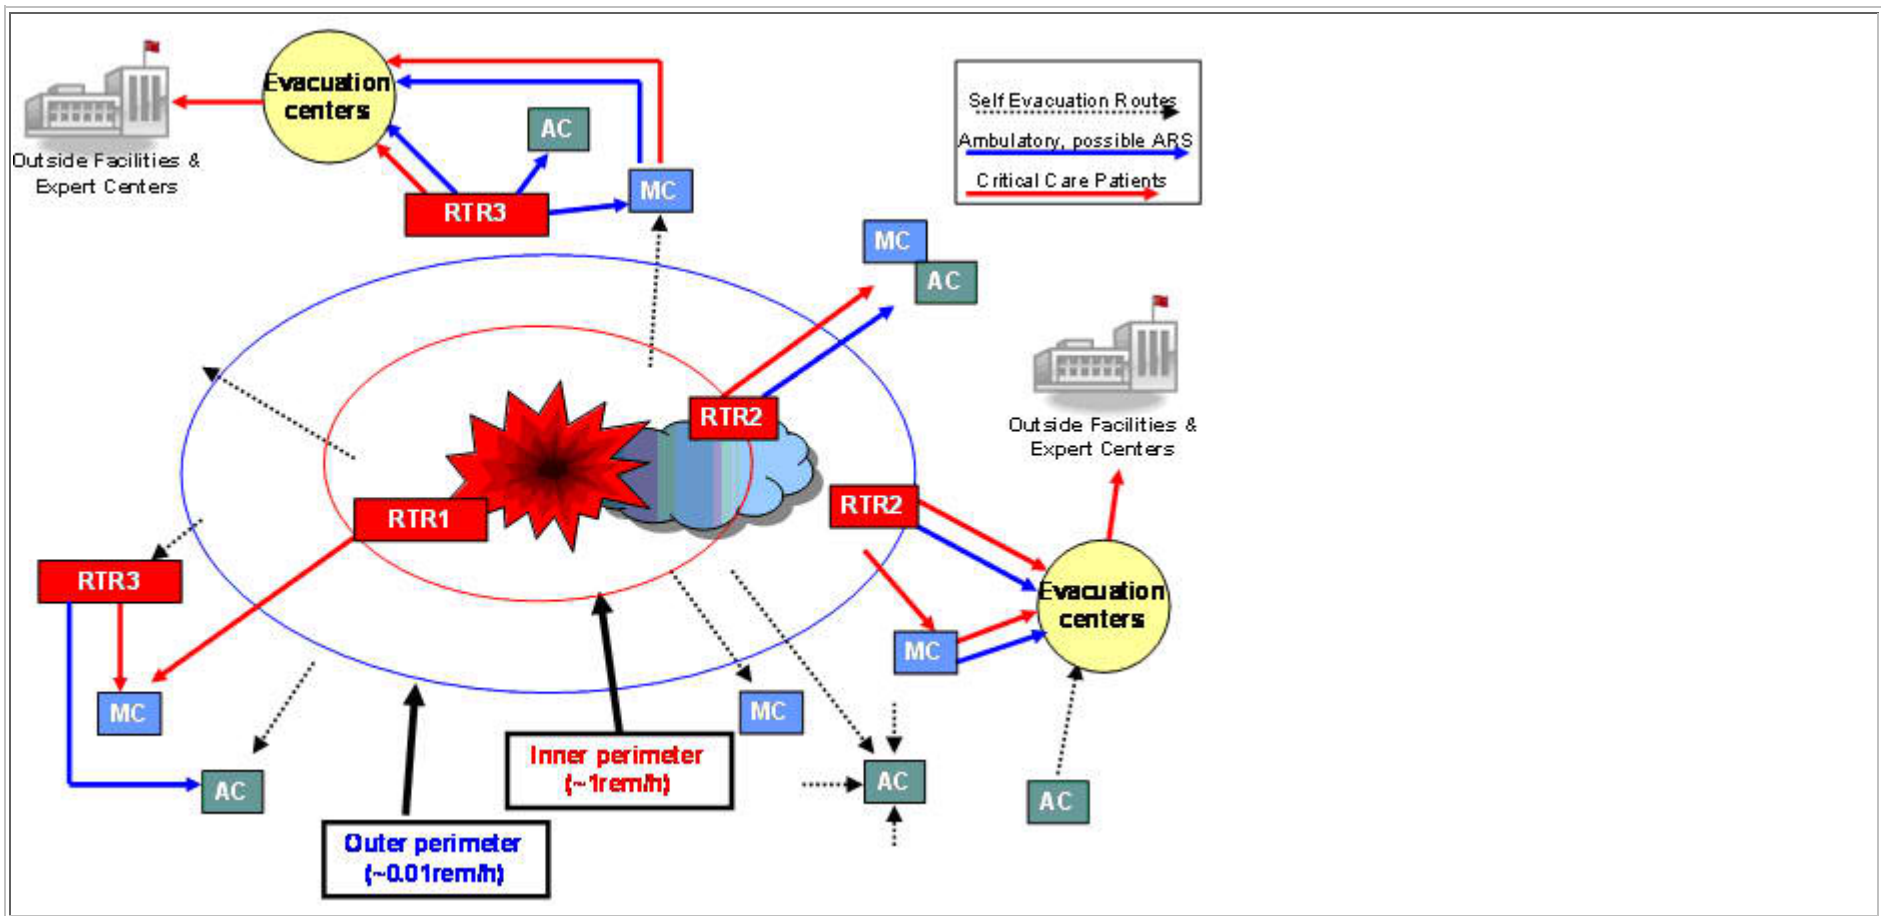 Evacuation
centers
Outside Facilities &
Expert Centers
AC
MC
RTR3
Self Evacuation Routes
Ambulatory, possible ARS
Critical Care Patients
MC
AC
Outside Facilities &
Expert Centers
RTR2
RTR1
RTR2
RTR3
Evacuation
centers
MC
MC
MC
AC
AC
AC
Inner perimeter
(~1rem/h)
Outer perimeter
(~0.01rem/h)